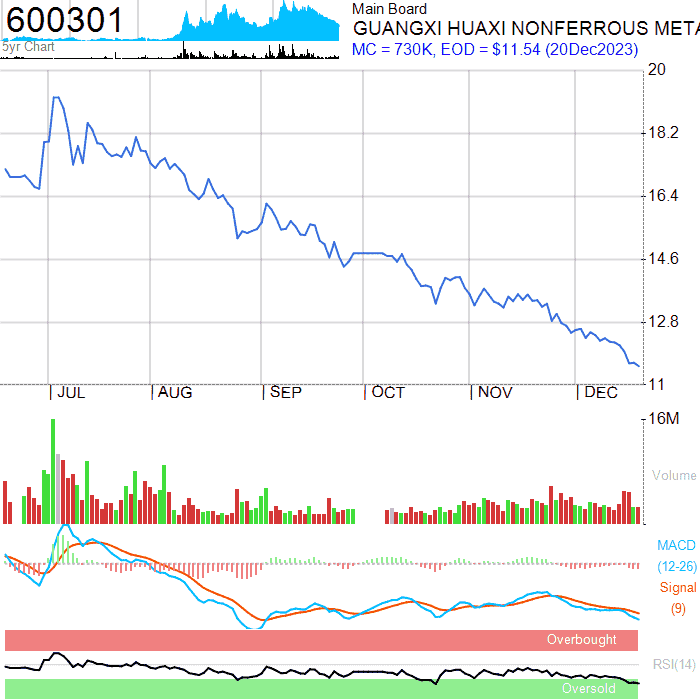 600301
5yr Chart
Main Board
GUANGXI HUAXI NONFERROUS META
MC = 730K, EOD = $11.54 (20Dec2023)
20
18.2
16.4
14.6
12.8
11
JUL
AUG
SEP
OCT
NOV
DEC
16M
Volume
MACD
(12-26)
Signal
(9)
Overbought
RSI(14)
Oversold